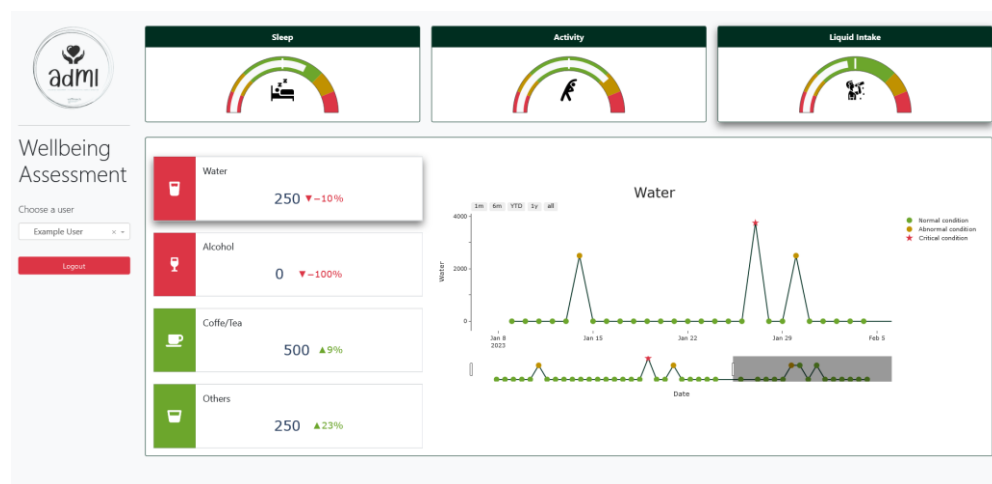 admi
Wellbeing
Assessment
Choose a user
Example User
Logout
Sleep
Activity
Liquid Intake
Water
250 ▼−10%
Alcohol
0 ▼−100%
Coffe/Tea
500 ▲9%
Others
250 ▲23%
Water
1m 6m YTD 1y all
Normal condition
Abnormal condition
Critical condition
Water
4000
2000
0
Jan 8 Jan 15 Jan 22 Jan 29 Feb 5
2023
Date